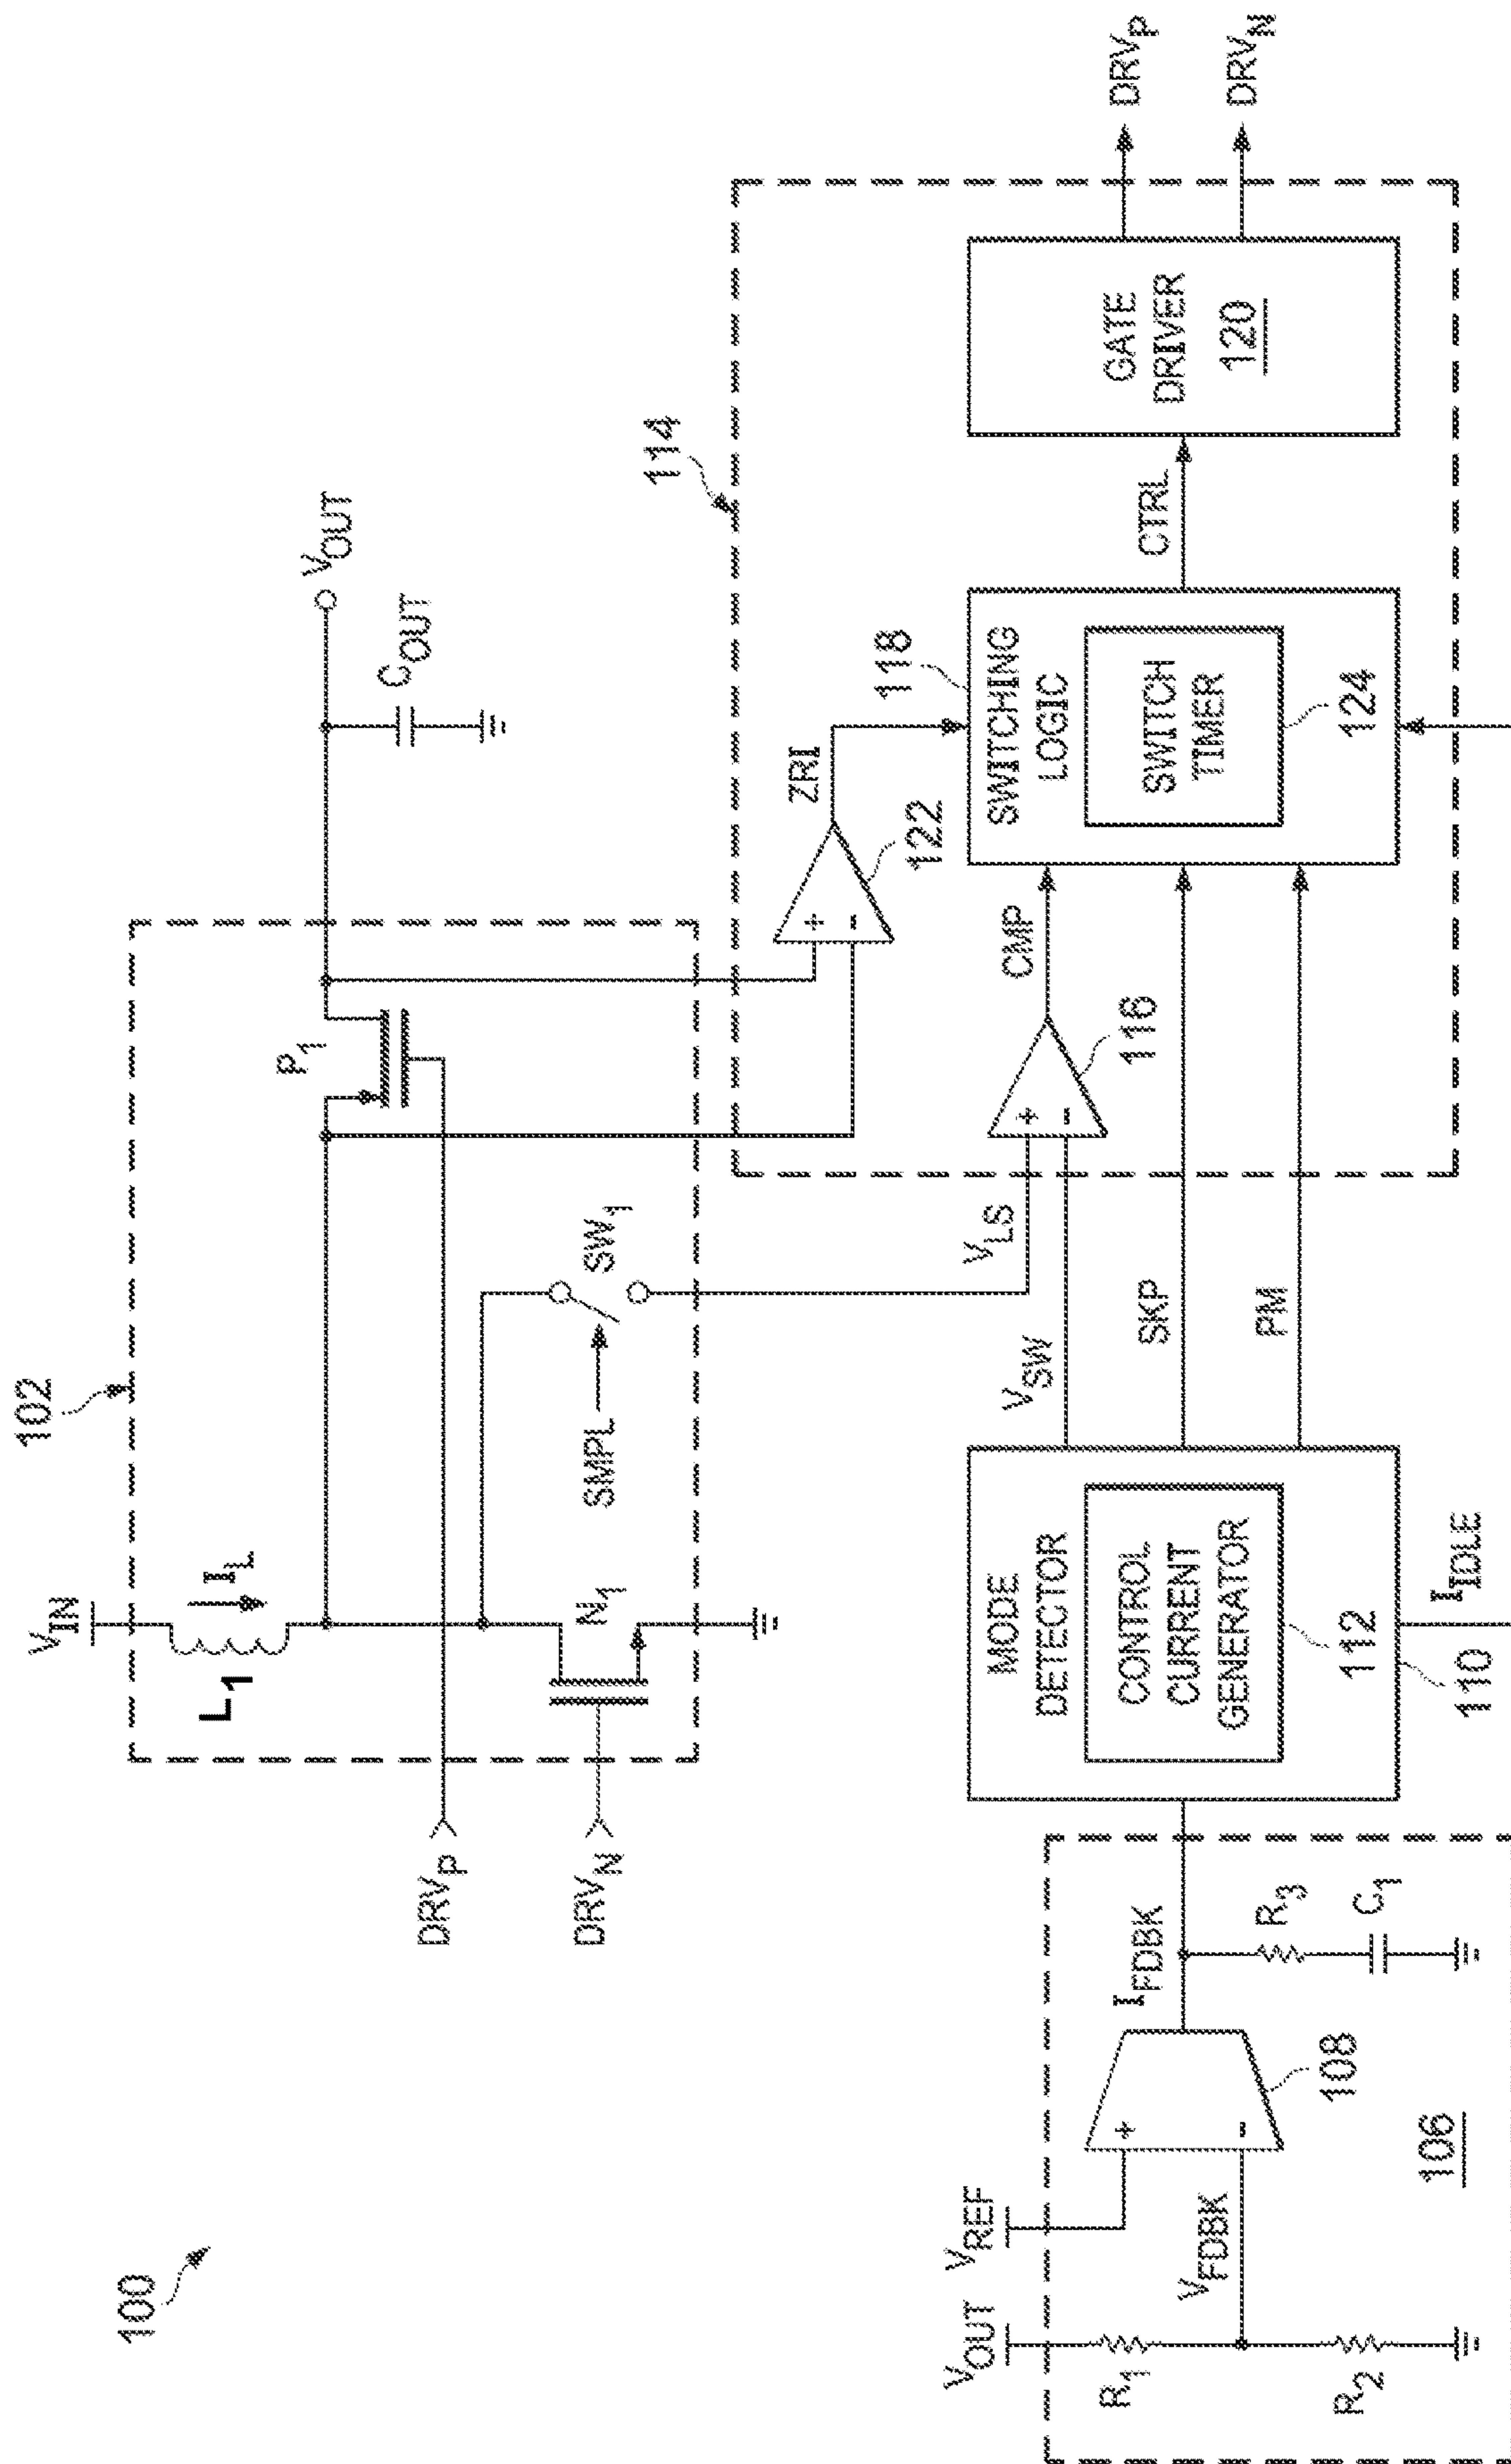 100
102
V_IN
L_1
I_L
N_1
P_1
V_OUT
C_OUT
DRV_P
DRV_N
SMPL
SW_1
114
V_LS
V_SW
SKP
PM
CMP
116
ZRI
122
118
SWITCHING
LOGIC
SWITCH
TIMER
124
CTRL
GATE
DRIVER
120
DRV_P
DRV_N
MODE
DETECTOR
CONTROL
CURRENT
GENERATOR
112
110
I_IDLE
V_OUT
V_REF
R_1
R_2
V_FDBK
+
-
108
I_FDBK
R_3
C_1
106
+
-
+
-